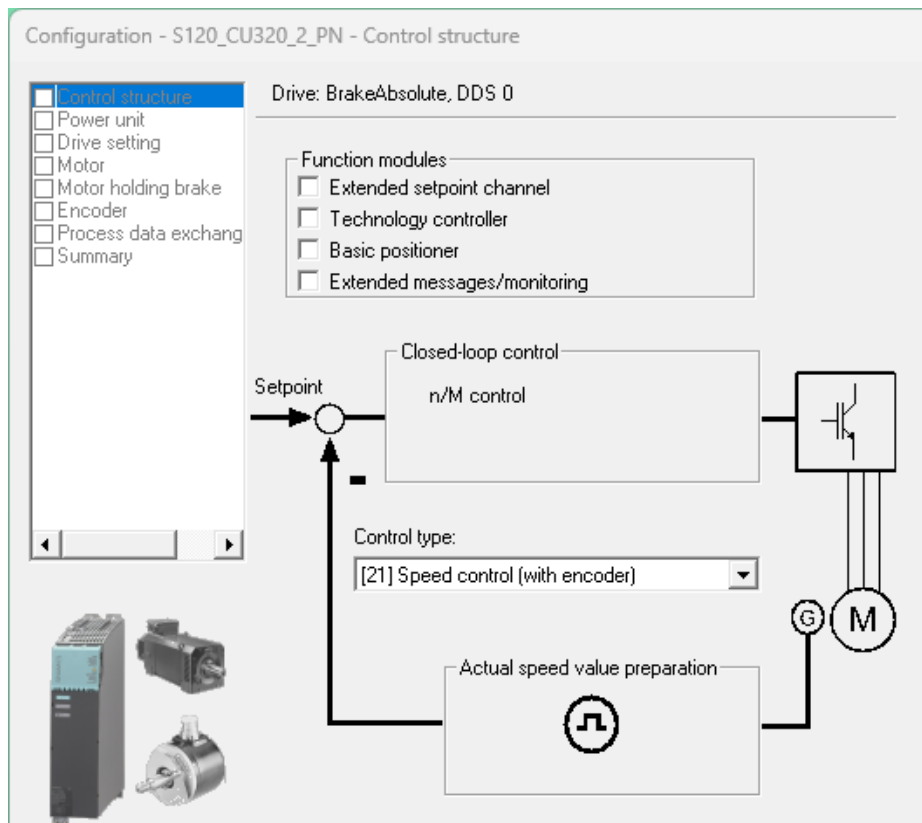 Configuration - S120_CU320_2_PN - Control structure
Control structure
Power unit
Drive setting
Motor
Motor holding brake
Encoder
Process data exchang
Summary
Drive: BrakeAbsolute, DDS 0
Function modules
Extended setpoint channel
Technology controller
Basic positioner
Extended messages/monitoring
Closed-loop control
n/M control
Setpoint
Control type:
[21] Speed control (with encoder)
G
M
Actual speed value preparation